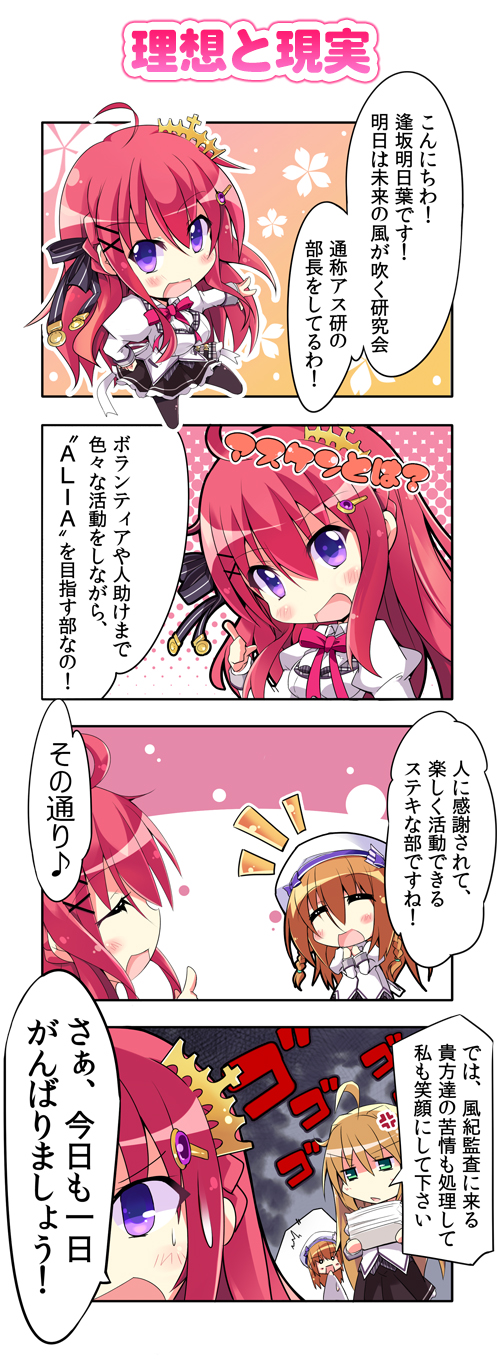 理想と現実
こんにちわ！
逢坂明日葉です！
明日は未来の風が吹く研究会
通称アス研の
部長をしてるわ！
アスケンとは？
ボランティアや人助けまで
色々な活動をしながら、
〝ALIA〟を目指す部なの！
人に感謝されて、
楽しく活動できる
ステキな部ですね！
その通り♪
では、風紀監査に来る
貴方達の苦情も処理して
私も笑顔にして下さい
ゴゴゴ
ゴゴゴ
さぁ、今日も一日
がんばりましょう！